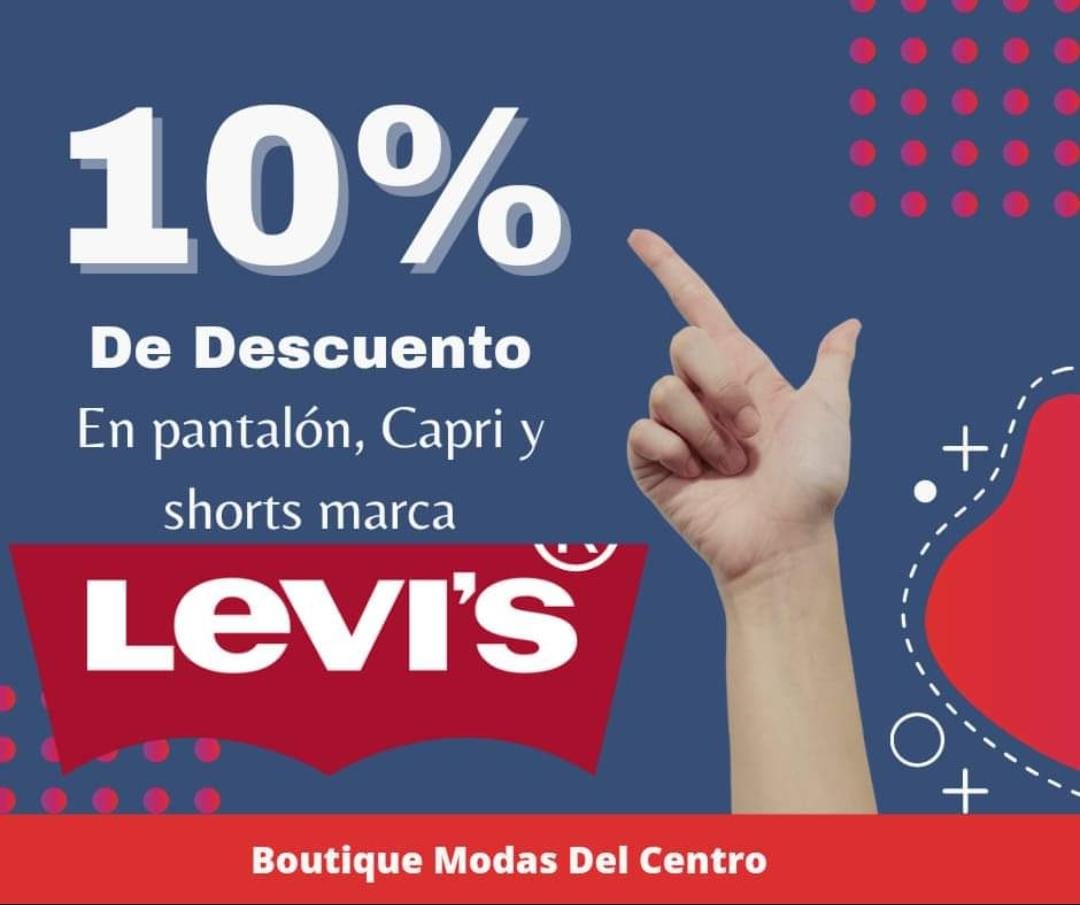 10%
De Descuento
En pantalón, Capri y
shorts marca
LEVI'S ®
Boutique Modas Del Centro